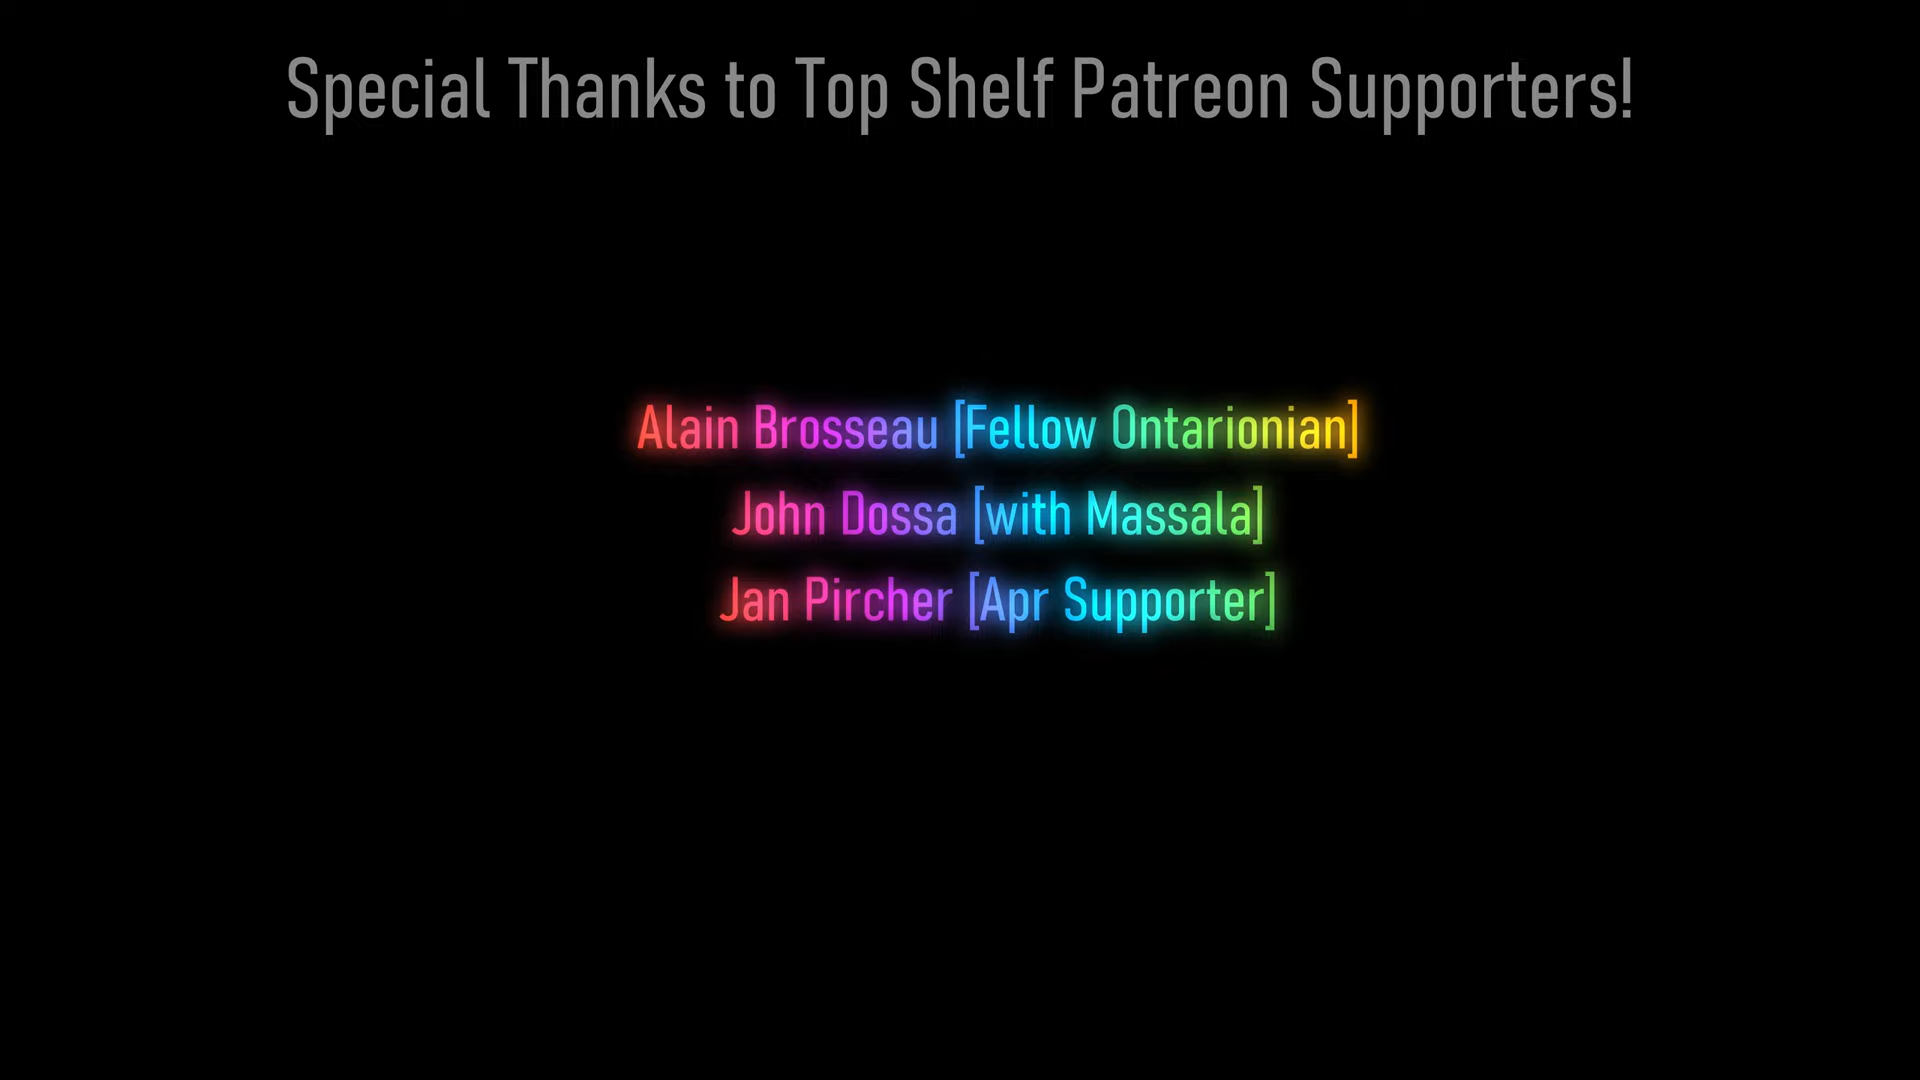 Special Thanks to Top Shelf Patreon Supporters!
Alain Brosseau [Fellow Ontarionian]
John Dossa [with Massala]
Jan Pircher [Apr Supporter]